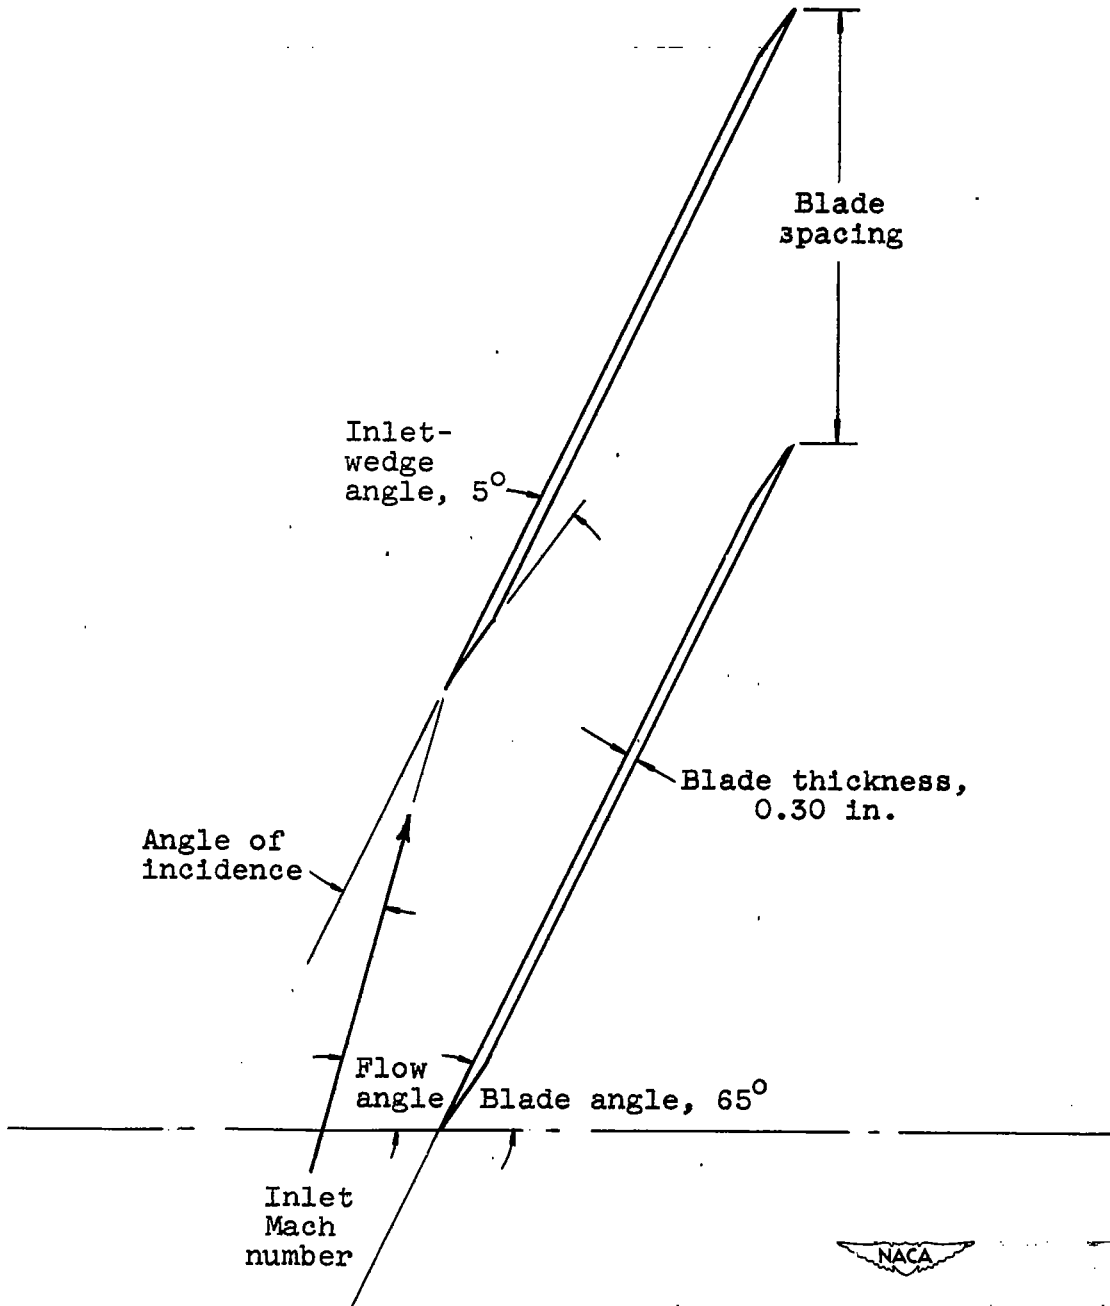 Blade
spacing
Inlet-
wedge
angle, 5°
Blade thickness,
0.30 in.
Angle of
incidence
Flow
angle
Blade angle, 65°
Inlet
Mach
number
NACA